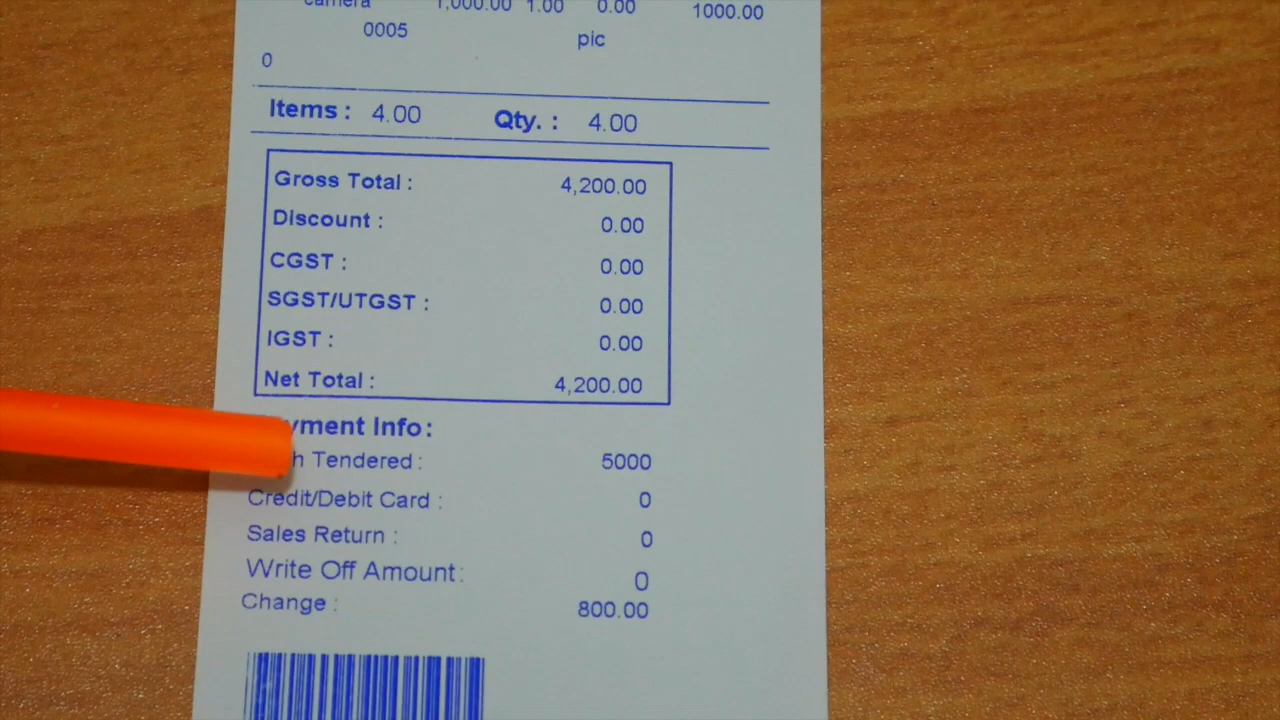 camera 1,000.00 1.00 0.00 1000.00
0005 pic
0
Items : 4.00 Qty. : 4.00
Gross Total : 4,200.00
Discount : 0.00
CGST : 0.00
SGST/UTGST : 0.00
IGST : 0.00
Net Total : 4,200.00
yment Info:
h Tendered : 5000
Credit/Debit Card : 0
Sales Return : 0
Write Off Amount: 0
Change : 800.00